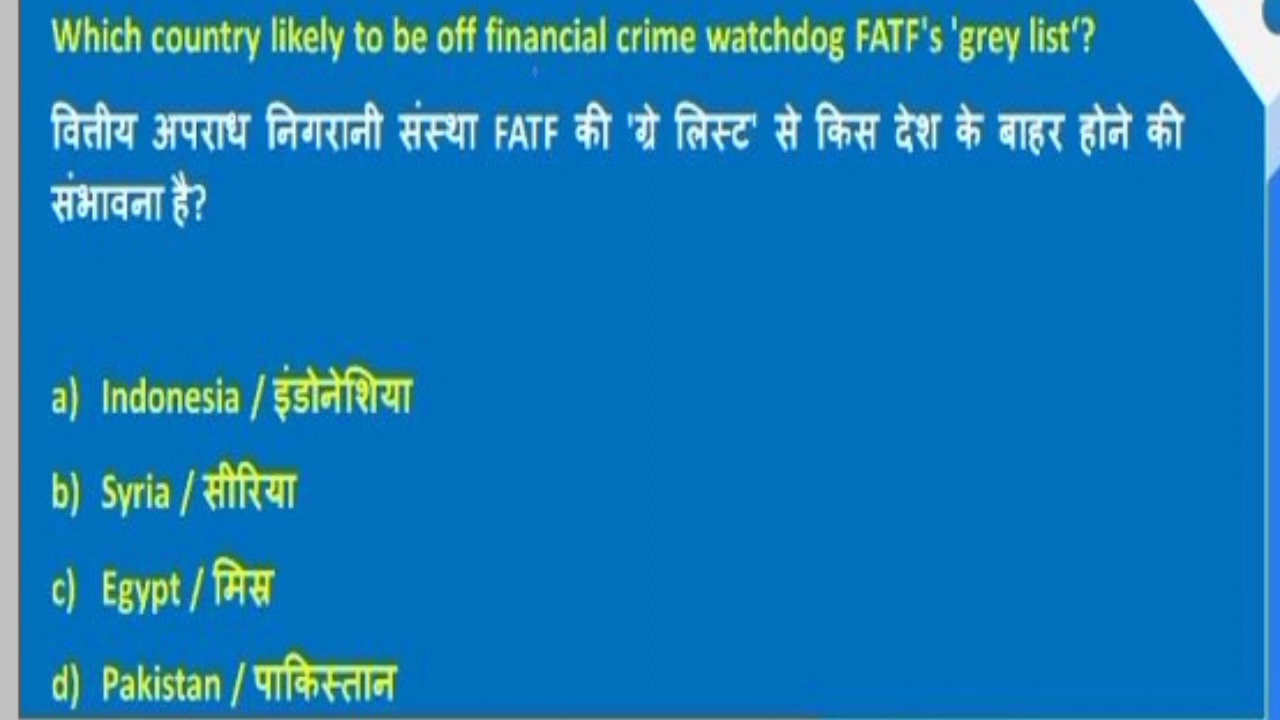 Which country likely to be off financial crime watchdog FATF's 'grey list‘?
वित्तीय अपराध निगरानी संस्था FATF की 'ग्रे लिस्ट' से किस देश के बाहर होने की
संभावना है?
a) Indonesia / इंडोनेशिया
b) Syria / सीरिया
c) Egypt / मिस्र
d) Pakistan / पाकिस्तान